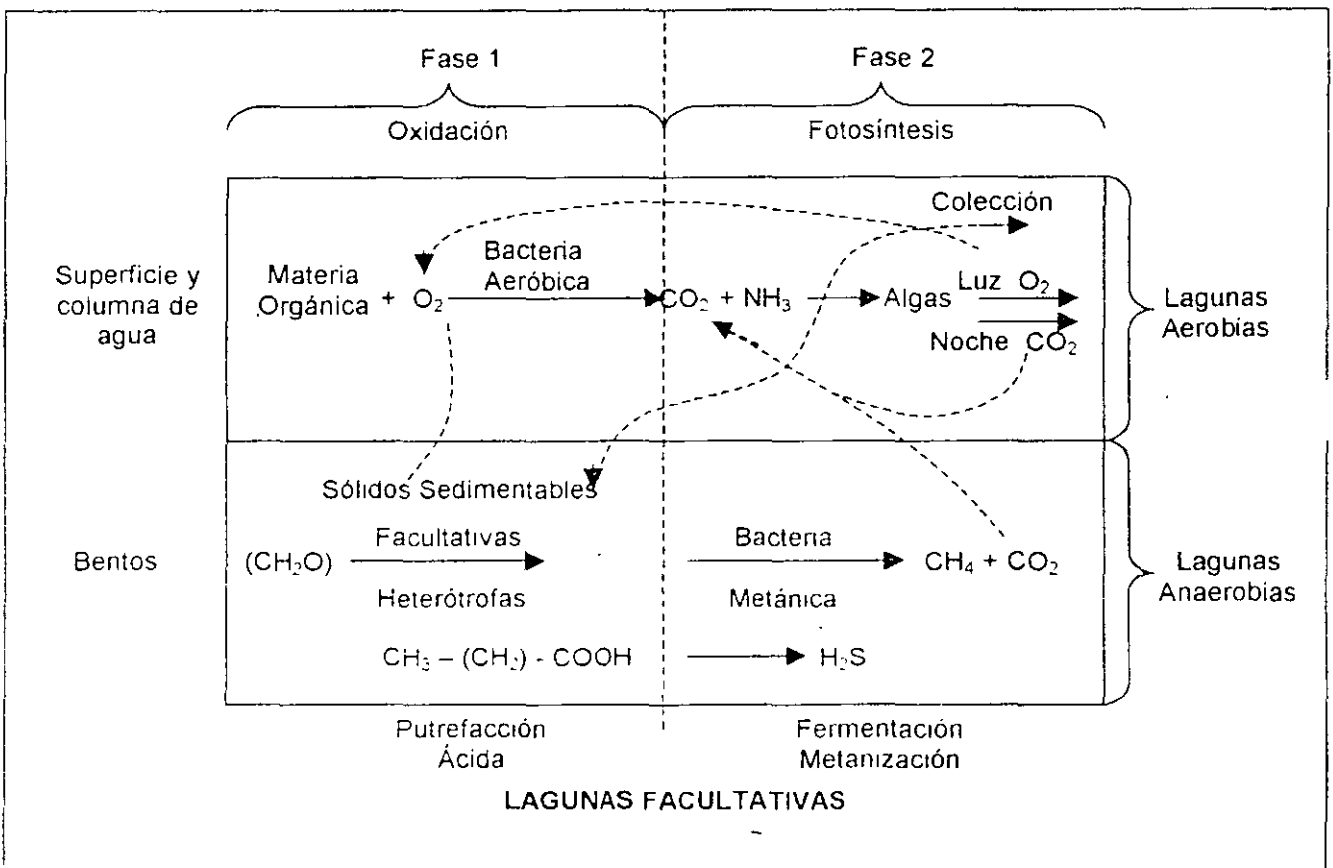 Fase 1
Fase 2
Oxidación
Fotosíntesis
Superficie y
columna de
agua
Materia
Orgánica + O₂
Bacteria
Aeróbica
CO₂ + NH₃
Algas
Colección
Luz O₂
Noche CO₂
Lagunas
Aerobias
Bentos
Sólidos Sedimentables
(CH₂O)
Facultativas
Heterótrofas
Bacteria
Metánica
CH₄ + CO₂
CH₃ – (CH₂) - COOH
H₂S
Lagunas
Anaerobias
Putrefacción
Ácida
Fermentación
Metanización
LAGUNAS FACULTATIVAS